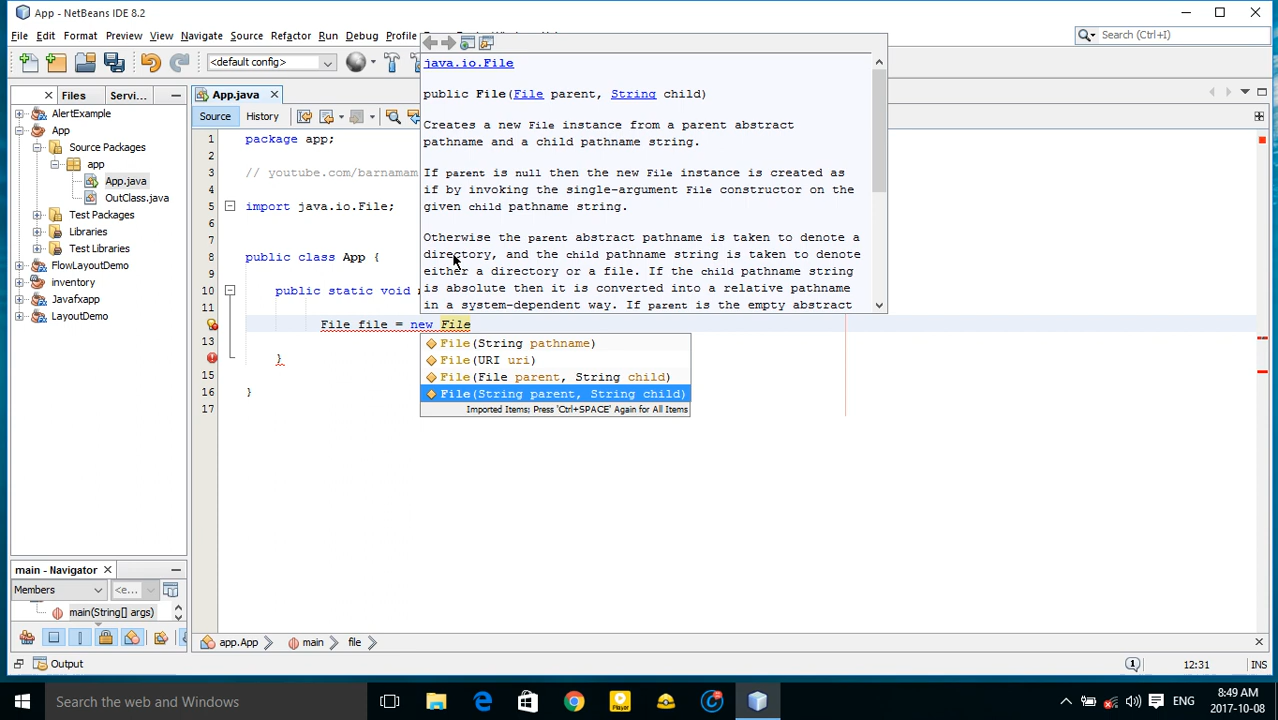 App - NetBeans IDE 8.2
File Edit Format Preview View Navigate Source Refactor Run Debug Profile
Search (Ctrl+I)
<default config>
Files Servi...
App.java
Source History
AlertExample
App
Source Packages
app
App.java
OutClass.java
Test Packages
Libraries
Test Libraries
FlowLayoutDemo
inventory
Javafxapp
LayoutDemo
1 package app;
2
3 // youtube.com/barnamam
4
5 import java.io.File;
6
7
8 public class App {
9
10 public static void
11
File file = new File
13
}
15
16 }
17
java.io.File
public File(File parent, String child)
Creates a new File instance from a parent abstract
pathname and a child pathname string.
If parent is null then the new File instance is created as
if by invoking the single-argument File constructor on the
given child pathname string.
Otherwise the parent abstract pathname is taken to denote a
directory, and the child pathname string is taken to denote
either a directory or a file. If the child pathname string
is absolute then it is converted into a relative pathname
in a system-dependent way. If parent is the empty abstract
File(String pathname)
File(URI uri)
File(File parent, String child)
File(String parent, String child)
Imported Items; Press 'Ctrl+SPACE' Again for All Items
main - Navigator
Members
<e...
main(String[] args)
app.App main file
Output
1 12:31 INS
Search the web and Windows
Player
ENG
8:49 AM
2017-10-08